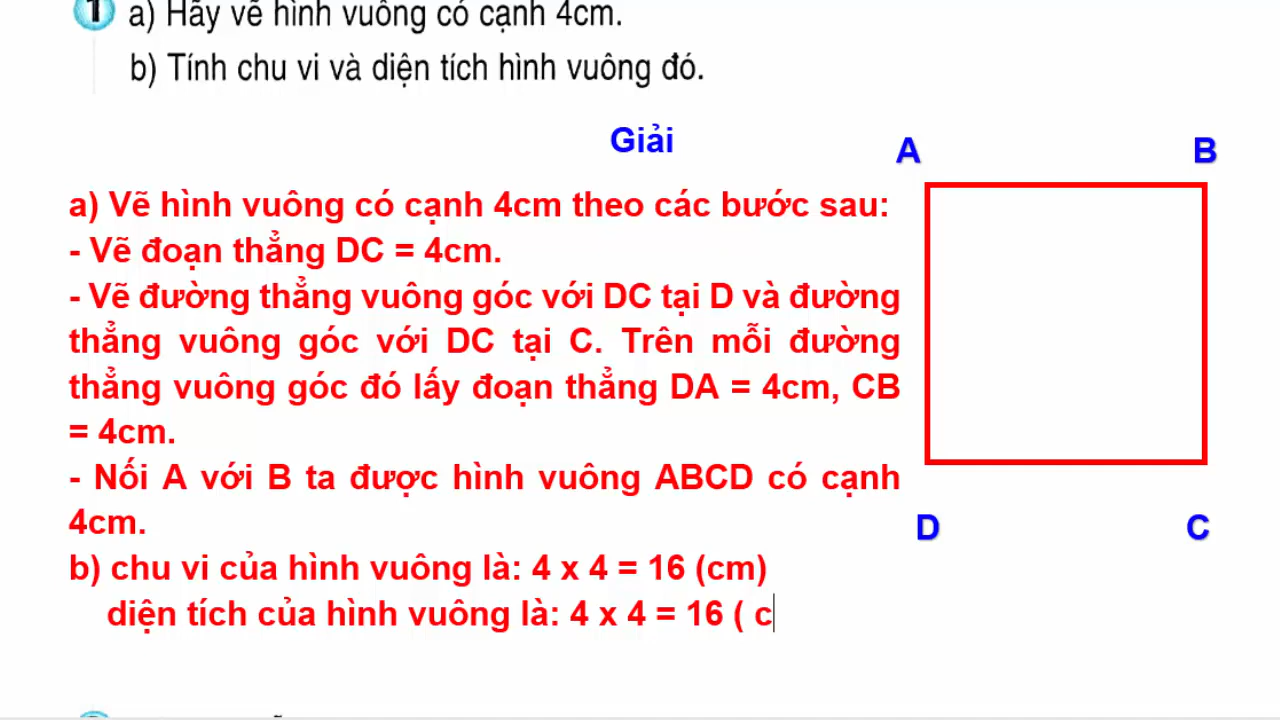 1 a) Hãy vẽ hình vuông có cạnh 4cm.
b) Tính chu vi và diện tích hình vuông đó.
Giải
A B
a) Vẽ hình vuông có cạnh 4cm theo các bước sau:
- Vẽ đoạn thẳng DC = 4cm.
- Vẽ đường thẳng vuông góc với DC tại D và đường
thẳng vuông góc với DC tại C. Trên mỗi đường
thẳng vuông góc đó lấy đoạn thẳng DA = 4cm, CB
= 4cm.
- Nối A với B ta được hình vuông ABCD có cạnh
4cm.
D C
b) chu vi của hình vuông là: 4 x 4 = 16 (cm)
diện tích của hình vuông là: 4 x 4 = 16 ( c